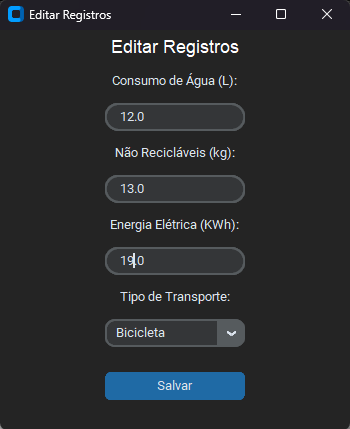 Editar Registros
Editar Registros
Consumo de Água (L):
12.0
Não Recicláveis (kg):
13.0
Energia Elétrica (KWh):
19.0
Tipo de Transporte:
Bicicleta
Salvar